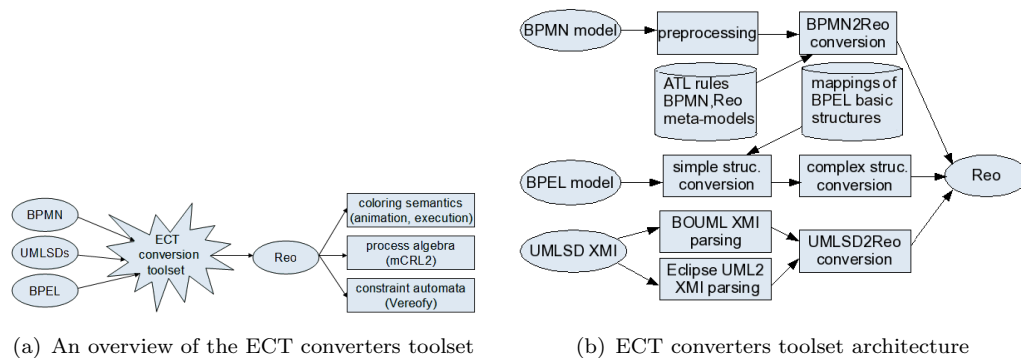 BPMN
UMLSDs
BPEL
ECT
conversion
toolset
Reo
coloring semantics
(animation, execution)
process algebra
(mCRL2)
constraint automata
(Vereofy)
(a) An overview of the ECT converters toolset
BPMN model
preprocessing
BPMN2Reo
conversion
ATL rules
BPMN,Reo
meta-models
mappings of
BPEL basic
structures
BPEL model
simple struc.
conversion
complex struc.
conversion
Reo
UMLSD XMI
BOUML XMI
parsing
Eclipse UML2
XMI parsing
UMLSD2Reo
conversion
(b) ECT converters toolset architecture